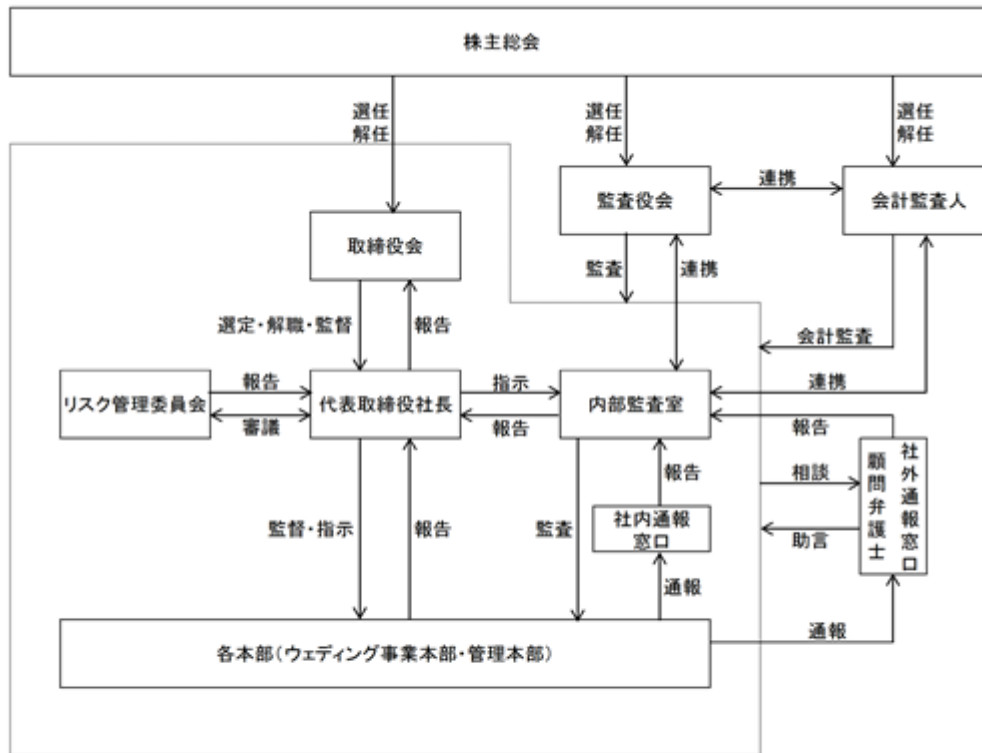 株主総会
選任
解任
選任
解任
選任
解任
監査役会
連携
会計監査人
取締役会
監査
連携
選定・解職・監督
報告
会計監査
リスク管理委員会
報告
審議
代表取締役社長
指示
報告
内部監査室
連携
報告
監督・指示
報告
監査
報告
社内通報
窓口
通報
相談
助言
社外通報窓口
顧問弁護士
通報
各本部(ウェディング事業本部・管理本部)